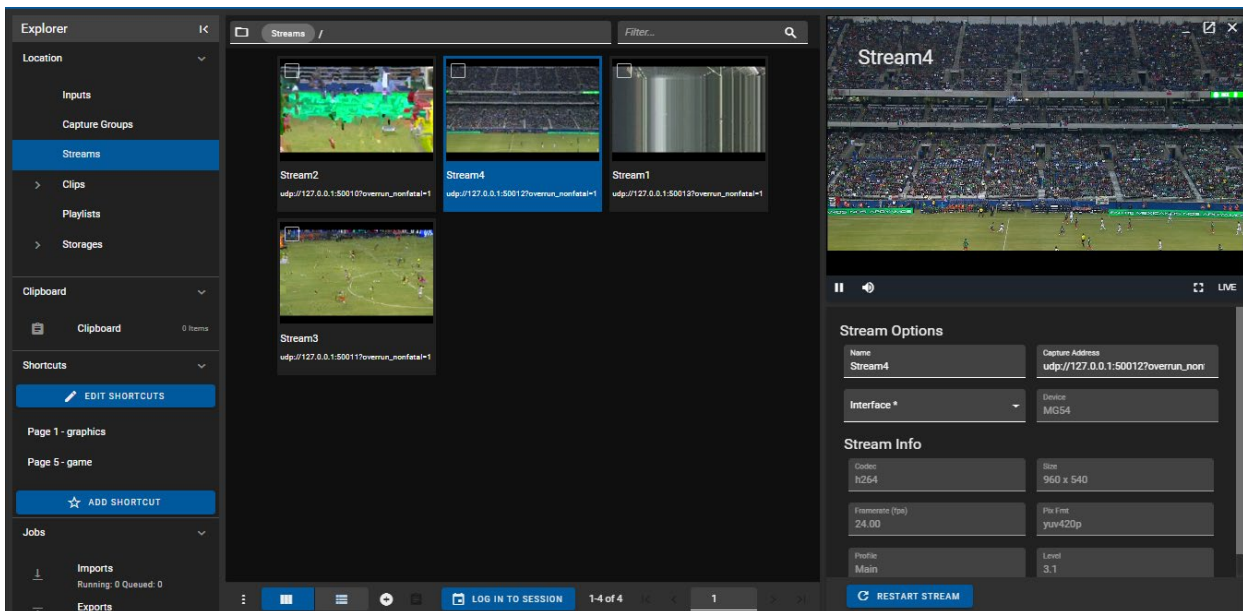 Explorer
Location
Inputs
Capture Groups
Streams
Clips
Playlists
Storages
Clipboard
Clipboard 0 Items
Shortcuts
EDIT SHORTCUTS
Page 1 - graphics
Page 5 - game
ADD SHORTCUT
Jobs
Imports
Running: 0 Queued: 0
Exports
Streams /
Filter...
Stream2
udp://127.0.0.1:50010?overrun_nonfatal=1
Stream4
udp://127.0.0.1:50012?overrun_nonfatal=1
Stream1
udp://127.0.0.1:50013?overrun_nonfatal=1
Stream3
udp://127.0.0.1:50011?overrun_nonfatal=1
LOG IN TO SESSION
1-4 of 4
1
Stream4
LIVE
Stream Options
Name
Stream4
Capture Address
udp://127.0.0.1:50012?overrun_non
Interface *
Device
MG54
Stream Info
Codec
h264
Size
960 x 540
Framerate (fps)
24.00
Pix Fmt
yuv420p
Profile
Main
Level
3.1
RESTART STREAM